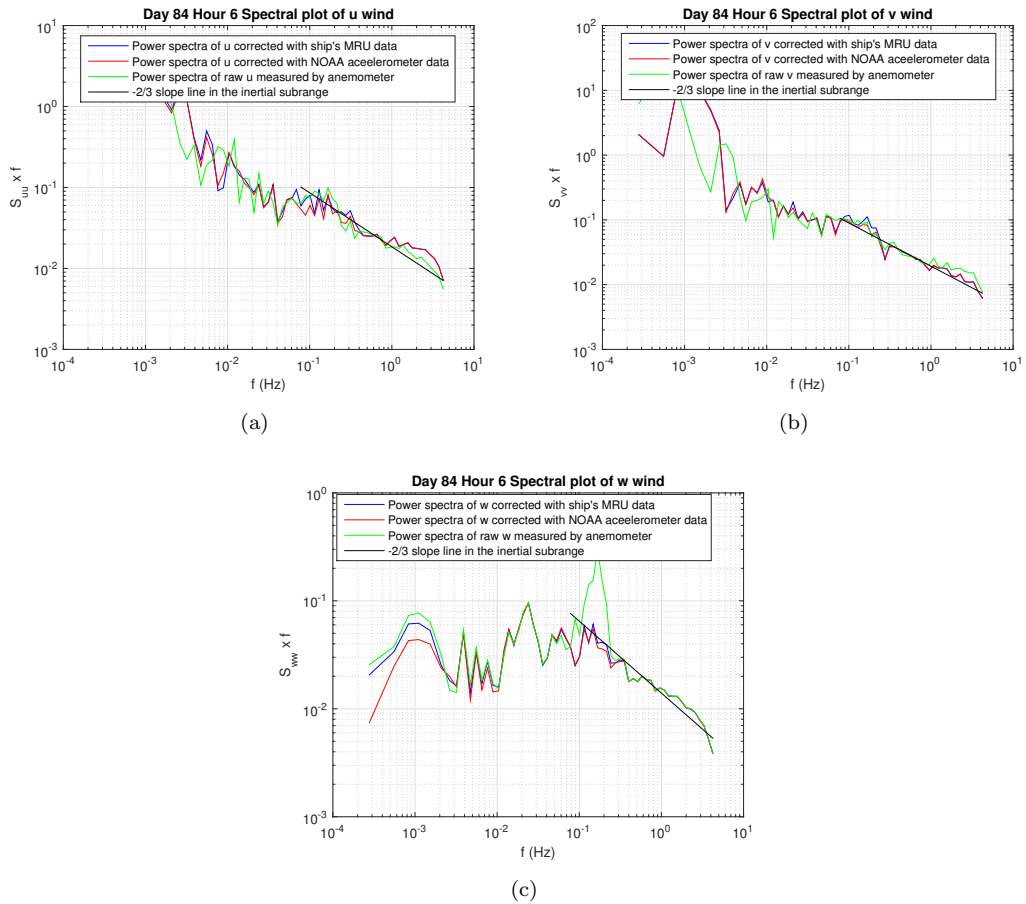 Day 84 Hour 6 Spectral plot of u wind
Power spectra of u corrected with ship's MRU data
Power spectra of u corrected with NOAA aceelerometer data
Power spectra of raw u measured by anemometer
-2/3 slope line in the inertial subrange
10^1
10^0
10^-1
10^-2
10^-3
S_uu x f
10^-4 10^-3 10^-2 10^-1 10^0 10^1
f (Hz)
(a)
Day 84 Hour 6 Spectral plot of v wind
Power spectra of v corrected with ship's MRU data
Power spectra of v corrected with NOAA aceelerometer data
Power spectra of raw v measured by anemometer
-2/3 slope line in the inertial subrange
10^2
10^1
10^0
10^-1
10^-2
10^-3
S_vv x f
10^-4 10^-3 10^-2 10^-1 10^0 10^1
f (Hz)
(b)
Day 84 Hour 6 Spectral plot of w wind
Power spectra of w corrected with ship's MRU data
Power spectra of w corrected with NOAA aceelerometer data
Power spectra of raw w measured by anemometer
-2/3 slope line in the inertial subrange
10^0
10^-1
10^-2
10^-3
S_ww x f
10^-4 10^-3 10^-2 10^-1 10^0 10^1
f (Hz)
(c)